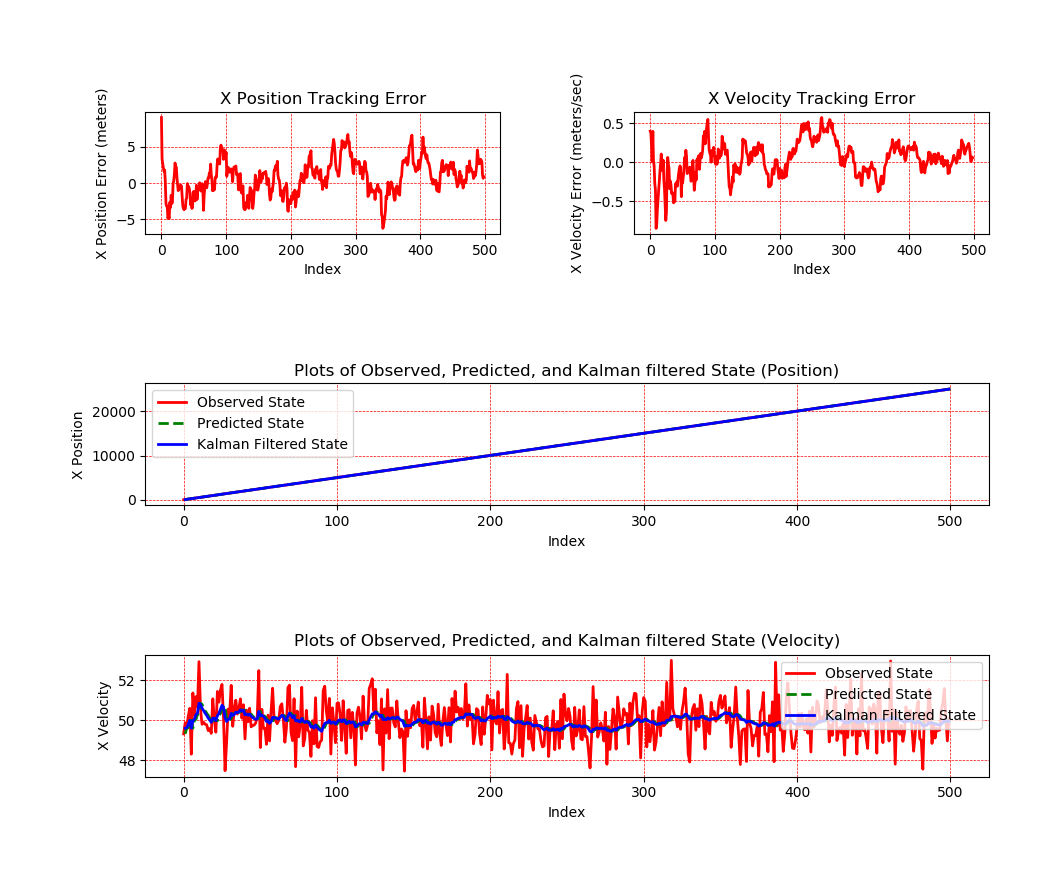 X Position Tracking Error
X Position Error (meters)
5
0
−5
0 100 200 300 400 500
Index
X Velocity Tracking Error
X Velocity Error (meters/sec)
0.5
0.0
−0.5
0 100 200 300 400 500
Index
Plots of Observed, Predicted, and Kalman filtered State (Position)
X Position
20000
10000
0
Observed State
Predicted State
Kalman Filtered State
0 100 200 300 400 500
Index
Plots of Observed, Predicted, and Kalman filtered State (Velocity)
X Velocity
52
50
48
Observed State
Predicted State
Kalman Filtered State
0 100 200 300 400 500
Index